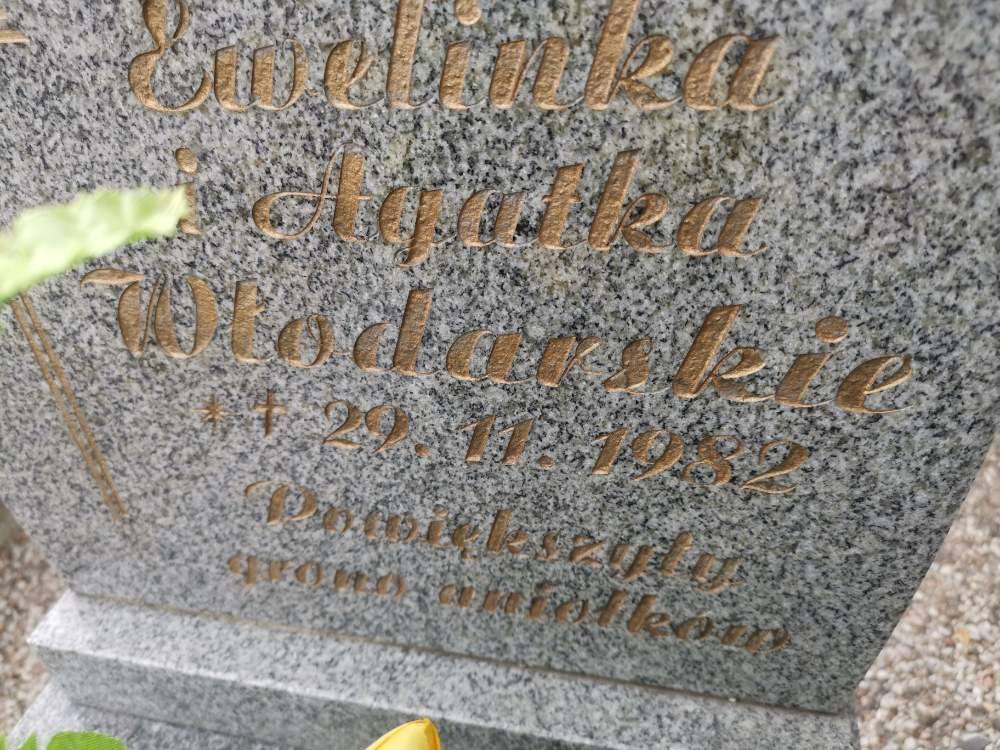 Ewelinka
i Agatka
Włodarskie
* † 29. 11. 1982
Powiększyły
grono aniołków